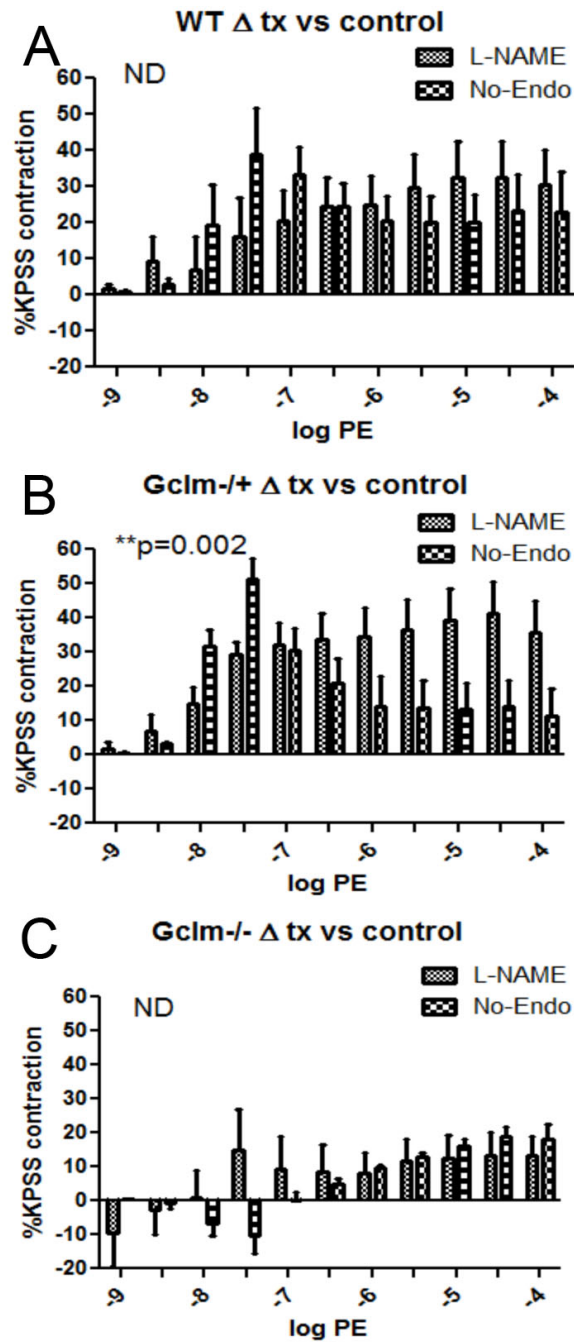 A
WT Δ tx vs control
ND
L-NAME
No-Endo
%KPSS contraction
60
50
40
30
20
10
0
-10
-20
-9
-8
-7
-6
-5
-4
log PE
B
Gclm-/+ Δ tx vs control
**p=0.002
L-NAME
No-Endo
%KPSS contraction
60
50
40
30
20
10
0
-10
-20
-9
-8
-7
-6
-5
-4
log PE
C
Gclm-/- Δ tx vs control
ND
L-NAME
No-Endo
%KPSS contraction
60
50
40
30
20
10
0
-10
-20
-9
-8
-7
-6
-5
-4
log PE